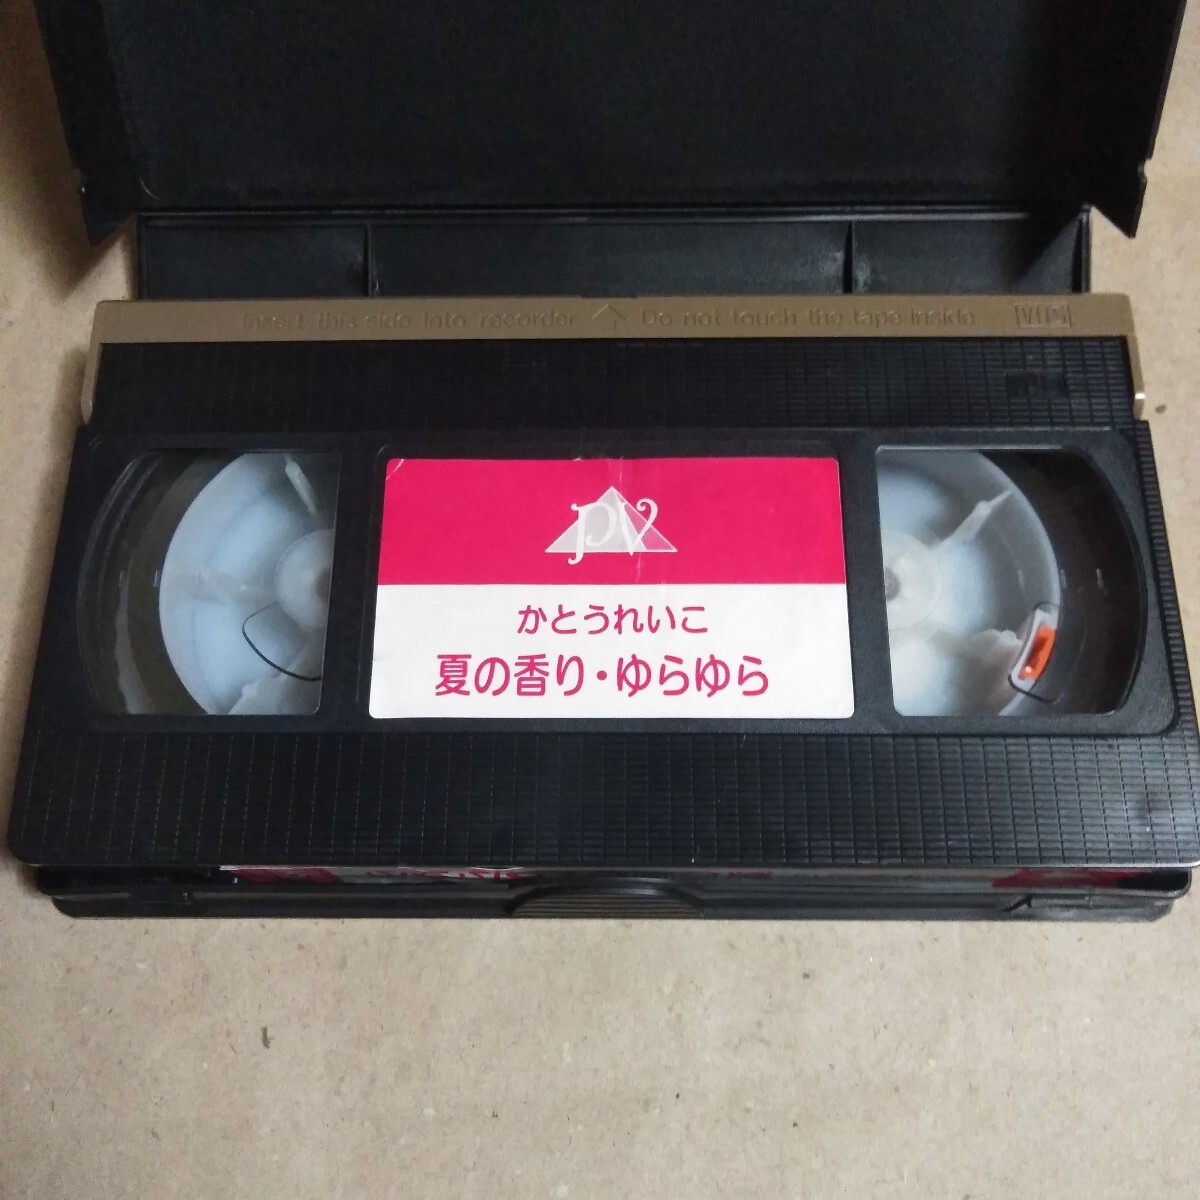 Insert this side into recorder Do not touch the tape inside VHS
PV
かとうれいこ
夏の香り・ゆらゆら